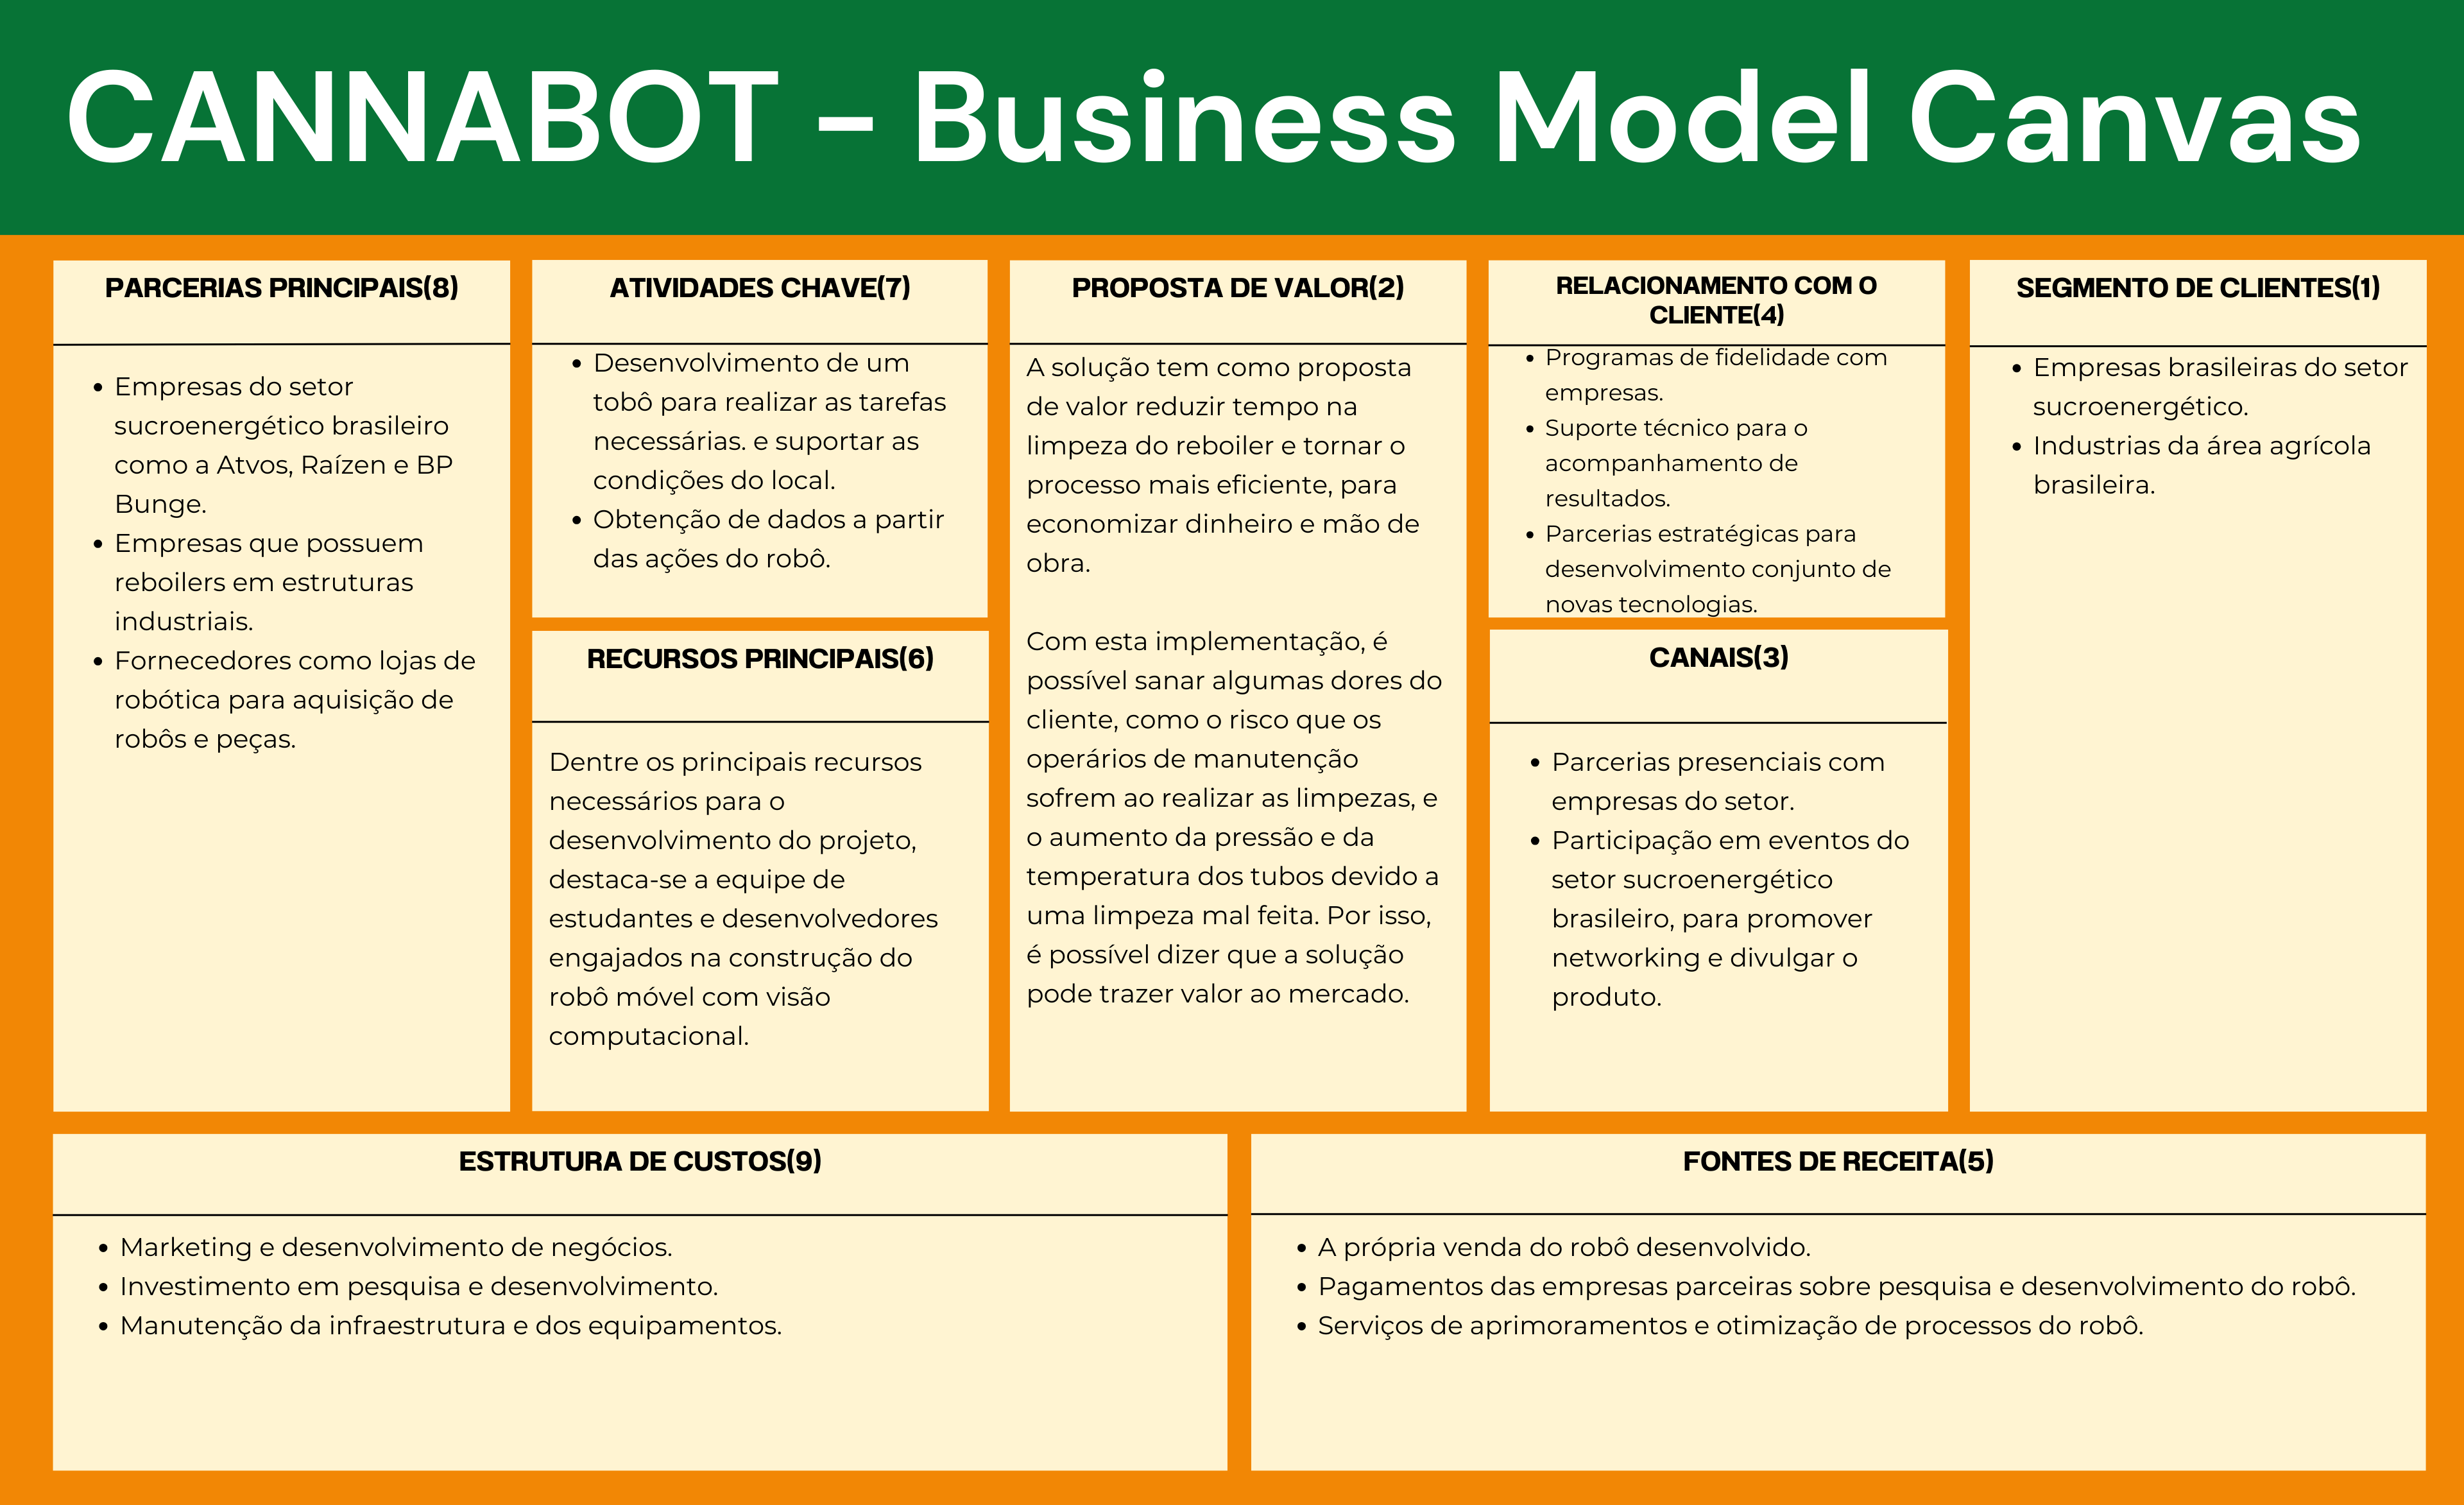 CANNABOT - Business Model Canvas
PARCERIAS PRINCIPAIS(8)
Empresas do setor
sucroenergético brasileiro
como a Atvos, Raízen e BP
Bunge.
Empresas que possuem
reboilers em estruturas
industriais.
Fornecedores como lojas de
robótica para aquisição de
robôs e peças.
ATIVIDADES CHAVE(7)
Desenvolvimento de um
tobô para realizar as tarefas
necessárias. e suportar as
condições do local.
Obtenção de dados a partir
das ações do robô.
RECURSOS PRINCIPAIS(6)
Dentre os principais recursos
necessários para o
desenvolvimento do projeto,
destaca-se a equipe de
estudantes e desenvolvedores
engajados na construção do
robô móvel com visão
computacional.
PROPOSTA DE VALOR(2)
A solução tem como proposta
de valor reduzir tempo na
limpeza do reboiler e tornar o
processo mais eficiente, para
economizar dinheiro e mão de
obra.
Com esta implementação, é
possível sanar algumas dores do
cliente, como o risco que os
operários de manutenção
sofrem ao realizar as limpezas, e
o aumento da pressão e da
temperatura dos tubos devido a
uma limpeza mal feita. Por isso,
é possível dizer que a solução
pode trazer valor ao mercado.
RELACIONAMENTO COM O
CLIENTE(4)
Programas de fidelidade com
empresas.
Suporte técnico para o
acompanhamento de
resultados.
Parcerias estratégicas para
desenvolvimento conjunto de
novas tecnologias.
CANAIS(3)
Parcerias presenciais com
empresas do setor.
Participação em eventos do
setor sucroenergético
brasileiro, para promover
networking e divulgar o
produto.
SEGMENTO DE CLIENTES(1)
Empresas brasileiras do setor
sucroenergético.
Industrias da área agrícola
brasileira.
ESTRUTURA DE CUSTOS(9)
Marketing e desenvolvimento de negócios.
Investimento em pesquisa e desenvolvimento.
Manutenção da infraestrutura e dos equipamentos.
FONTES DE RECEITA(5)
A própria venda do robô desenvolvido.
Pagamentos das empresas parceiras sobre pesquisa e desenvolvimento do robô.
Serviços de aprimoramentos e otimização de processos do robô.